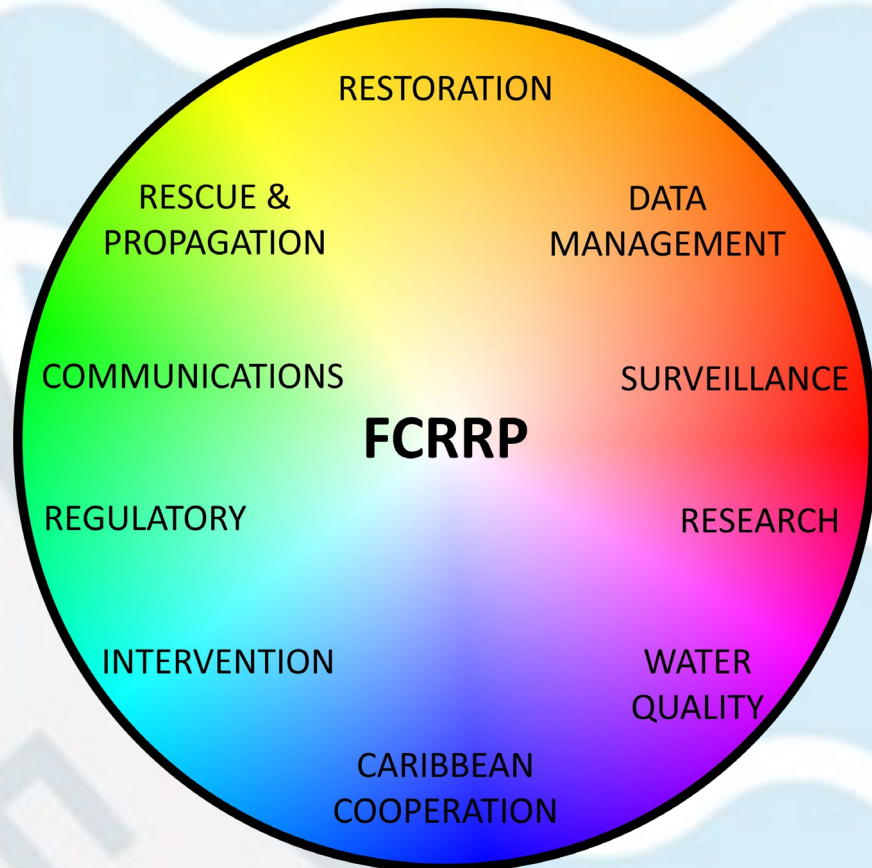 RESTORATION
RESCUE &
PROPAGATION
DATA
MANAGEMENT
COMMUNICATIONS
SURVEILLANCE
FCRRP
REGULATORY
RESEARCH
INTERVENTION
WATER
QUALITY
CARIBBEAN
COOPERATION